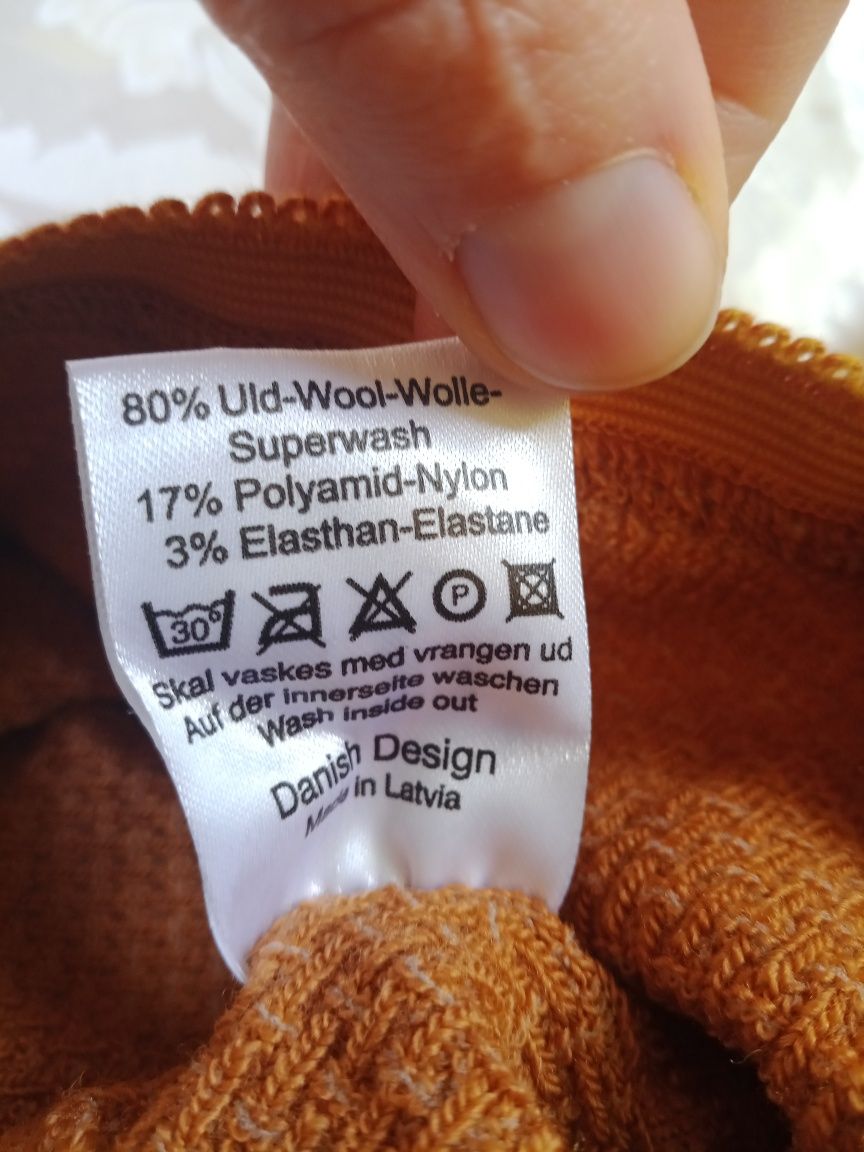 80% Uld-Wool-Wolle-
Superwash
17% Polyamid-Nylon
3% Elasthan-Elastane
30° P
Skal vaskes med vrangen ud
Auf der innerseite waschen
Wash inside out
Danish Design
Made in Latvia